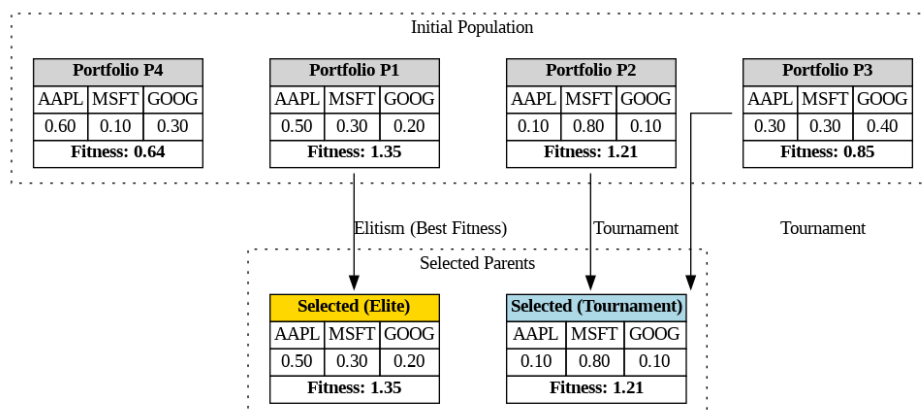 Initial Population
Portfolio P4
AAPL MSFT GOOG
0.60 0.10 0.30
Fitness: 0.64
Portfolio P1
AAPL MSFT GOOG
0.50 0.30 0.20
Fitness: 1.35
Portfolio P2
AAPL MSFT GOOG
0.10 0.80 0.10
Fitness: 1.21
Portfolio P3
AAPL MSFT GOOG
0.30 0.30 0.40
Fitness: 0.85
Elitism (Best Fitness)
Tournament
Tournament
Selected Parents
Selected (Elite)
AAPL MSFT GOOG
0.50 0.30 0.20
Fitness: 1.35
Selected (Tournament)
AAPL MSFT GOOG
0.10 0.80 0.10
Fitness: 1.21